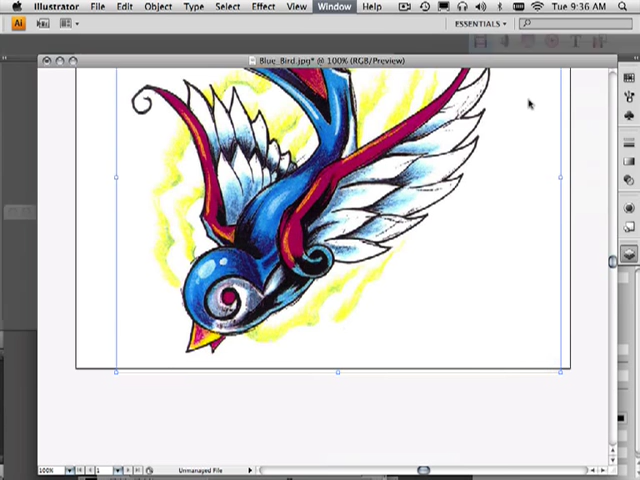 Illustrator File Edit Object Type Select Effect View Window Help Tue 9:36 AM
Ai ESSENTIALS
Blue_Bird.jpg* @ 100% (RGB/Preview)
100% 1 Unmanaged File